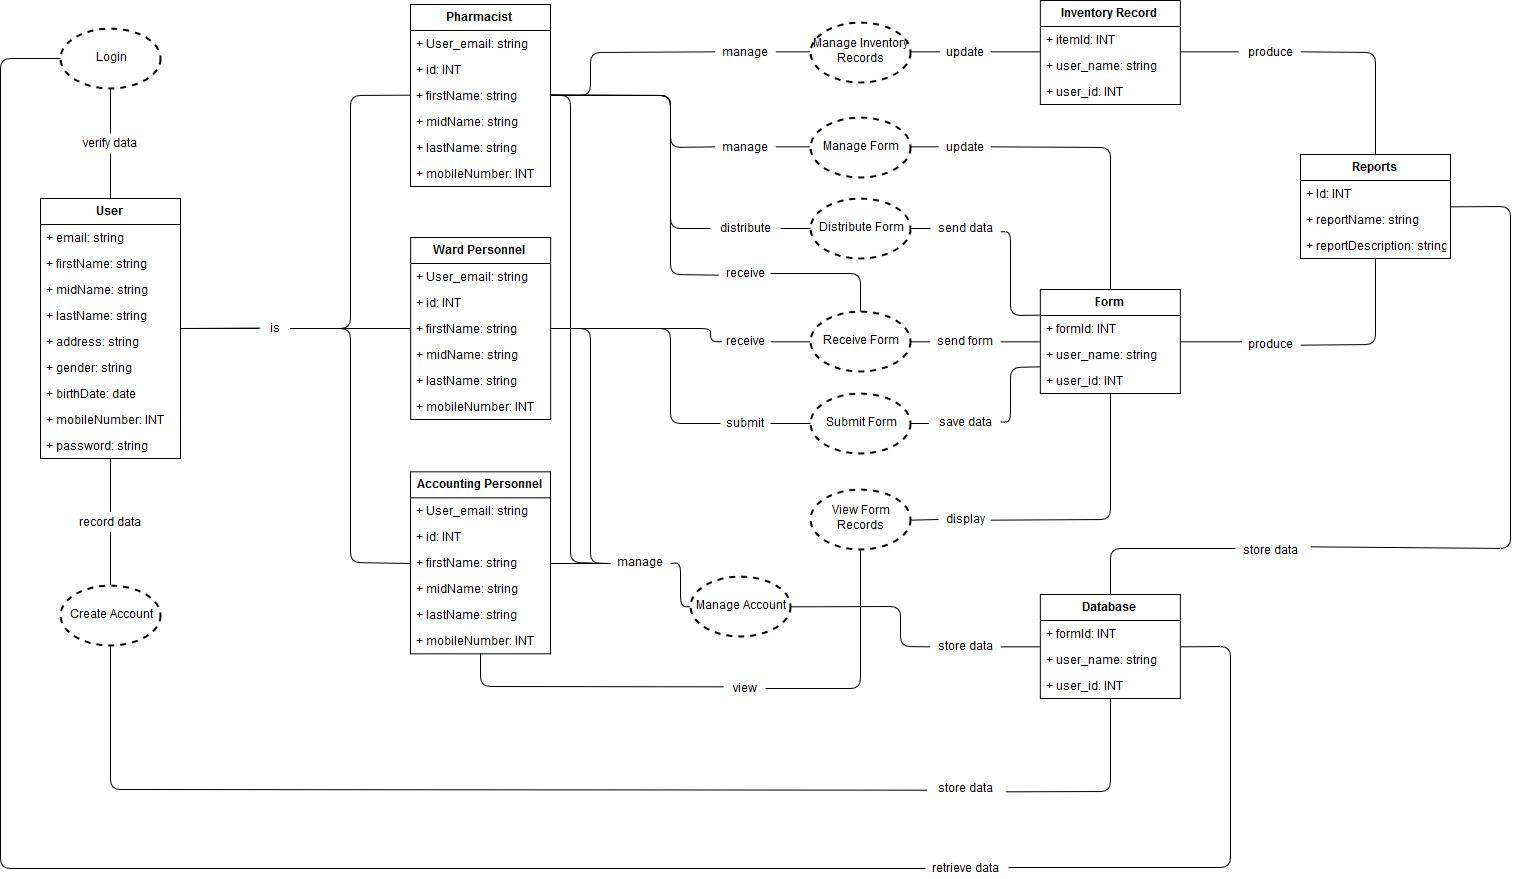 Login
verify data
User
+ email: string
+ firstName: string
+ midName: string
+ lastName: string
+ address: string
+ gender: string
+ birthDate: date
+ mobileNumber: INT
+ password: string
record data
Create Account
is
Pharmacist
+ User_email: string
+ id: INT
+ firstName: string
+ midName: string
+ lastName: string
+ mobileNumber: INT
Ward Personnel
+ User_email: string
+ id: INT
+ firstName: string
+ midName: string
+ lastName: string
+ mobileNumber: INT
Accounting Personnel
+ User_email: string
+ id: INT
+ firstName: string
+ midName: string
+ lastName: string
+ mobileNumber: INT
manage
Manage Inventory
Records
update
manage
Manage Form
update
distribute
Distribute Form
send data
receive
receive
Receive Form
send form
submit
Submit Form
save data
View Form
Records
display
manage
Manage Account
store data
view
Inventory Record
+ itemId: INT
+ user_name: string
+ user_id: INT
produce
Reports
+ Id: INT
+ reportName: string
+ reportDescription: string
Form
+ formId: INT
+ user_name: string
+ user_id: INT
produce
store data
Database
+ formId: INT
+ user_name: string
+ user_id: INT
store data
retrieve data